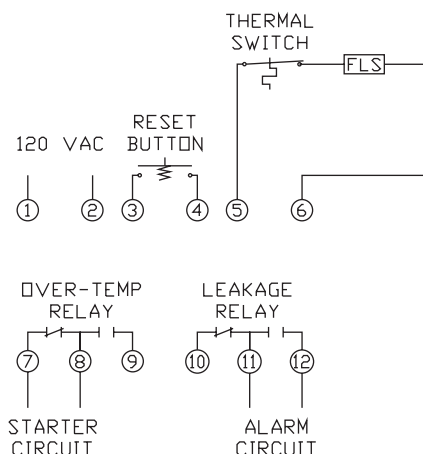 THERMAL
SWITCH
FLS
120 VAC
RESET
BUTTON
1 2 3 4 5 6
OVER-TEMP
RELAY
LEAKAGE
RELAY
7 8 9 10 11 12
STARTER
CIRCUIT
ALARM
CIRCUIT